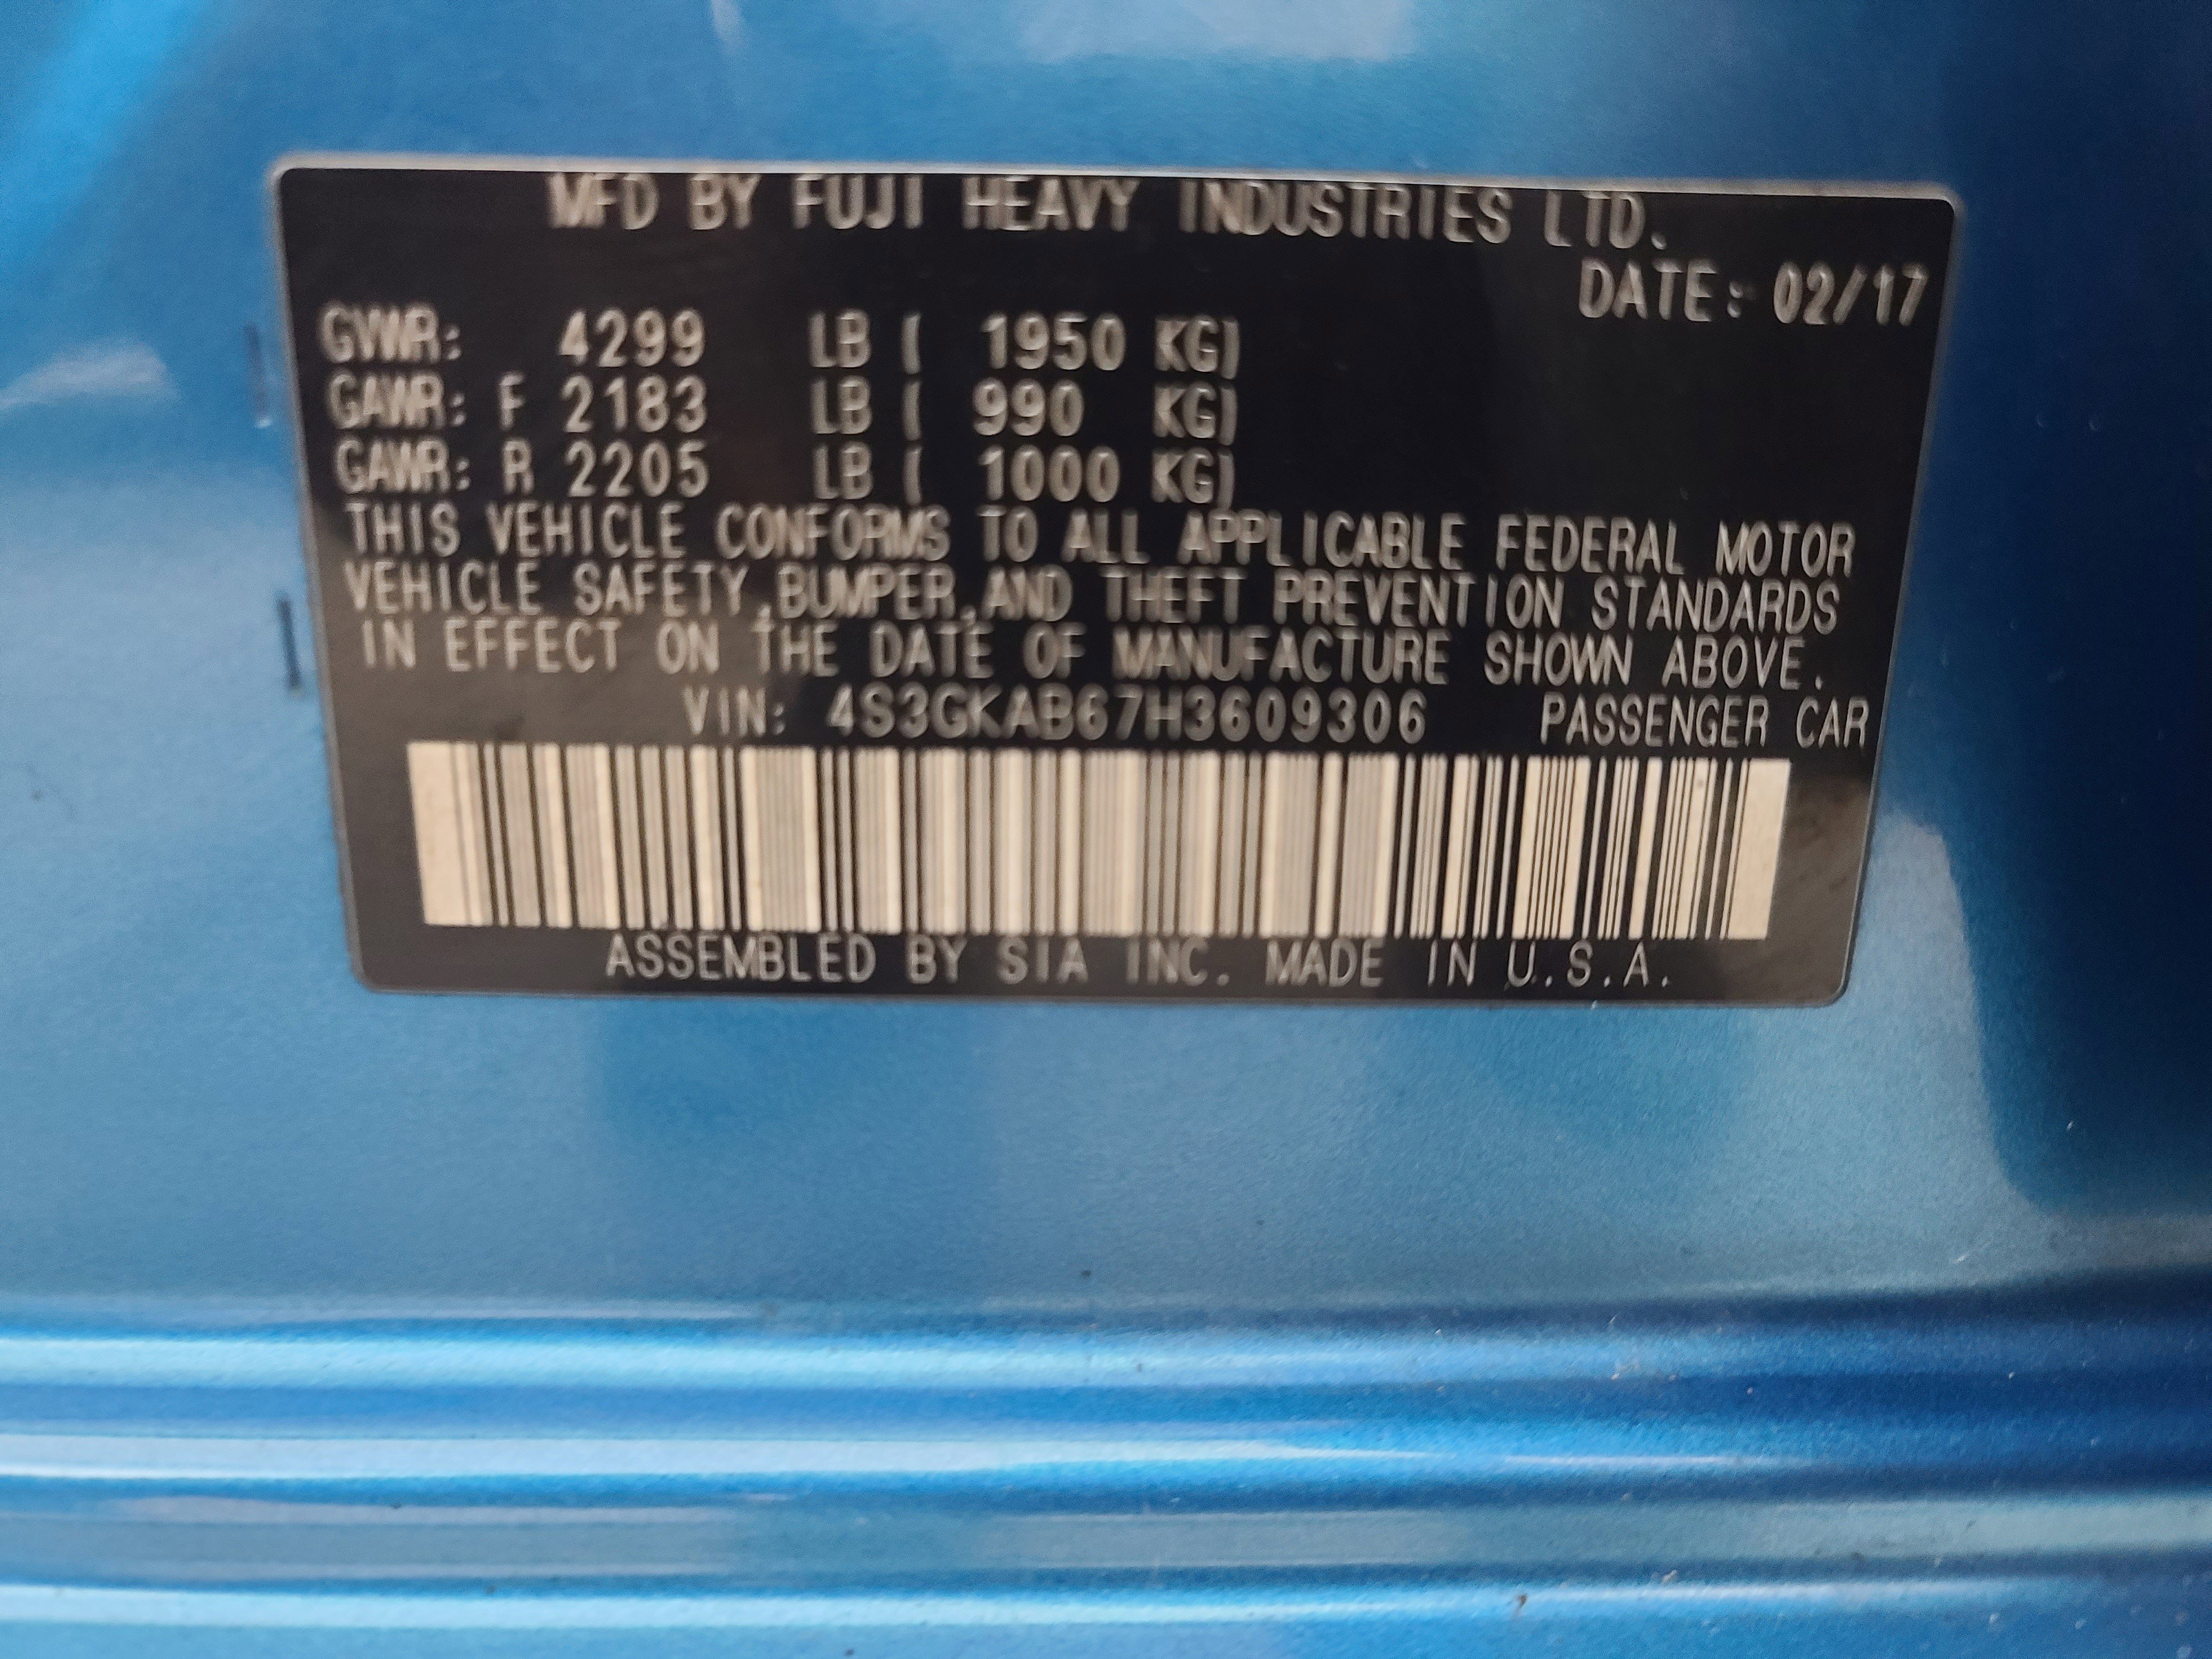 MFD BY FUJI HEAVY INDUSTRIES LTD.
DATE: 02/17
GVWR: 4299 LB ( 1950 KG)
GAWR: F 2183 LB ( 990 KG)
GAWR: R 2205 LB ( 1000 KG)
THIS VEHICLE CONFORMS TO ALL APPLICABLE FEDERAL MOTOR
VEHICLE SAFETY,BUMPER,AND THEFT PREVENTION STANDARDS
IN EFFECT ON THE DATE OF MANUFACTURE SHOWN ABOVE.
VIN: 4S3GKAB67H3609306 PASSENGER CAR
ASSEMBLED BY SIA INC. MADE IN U.S.A.